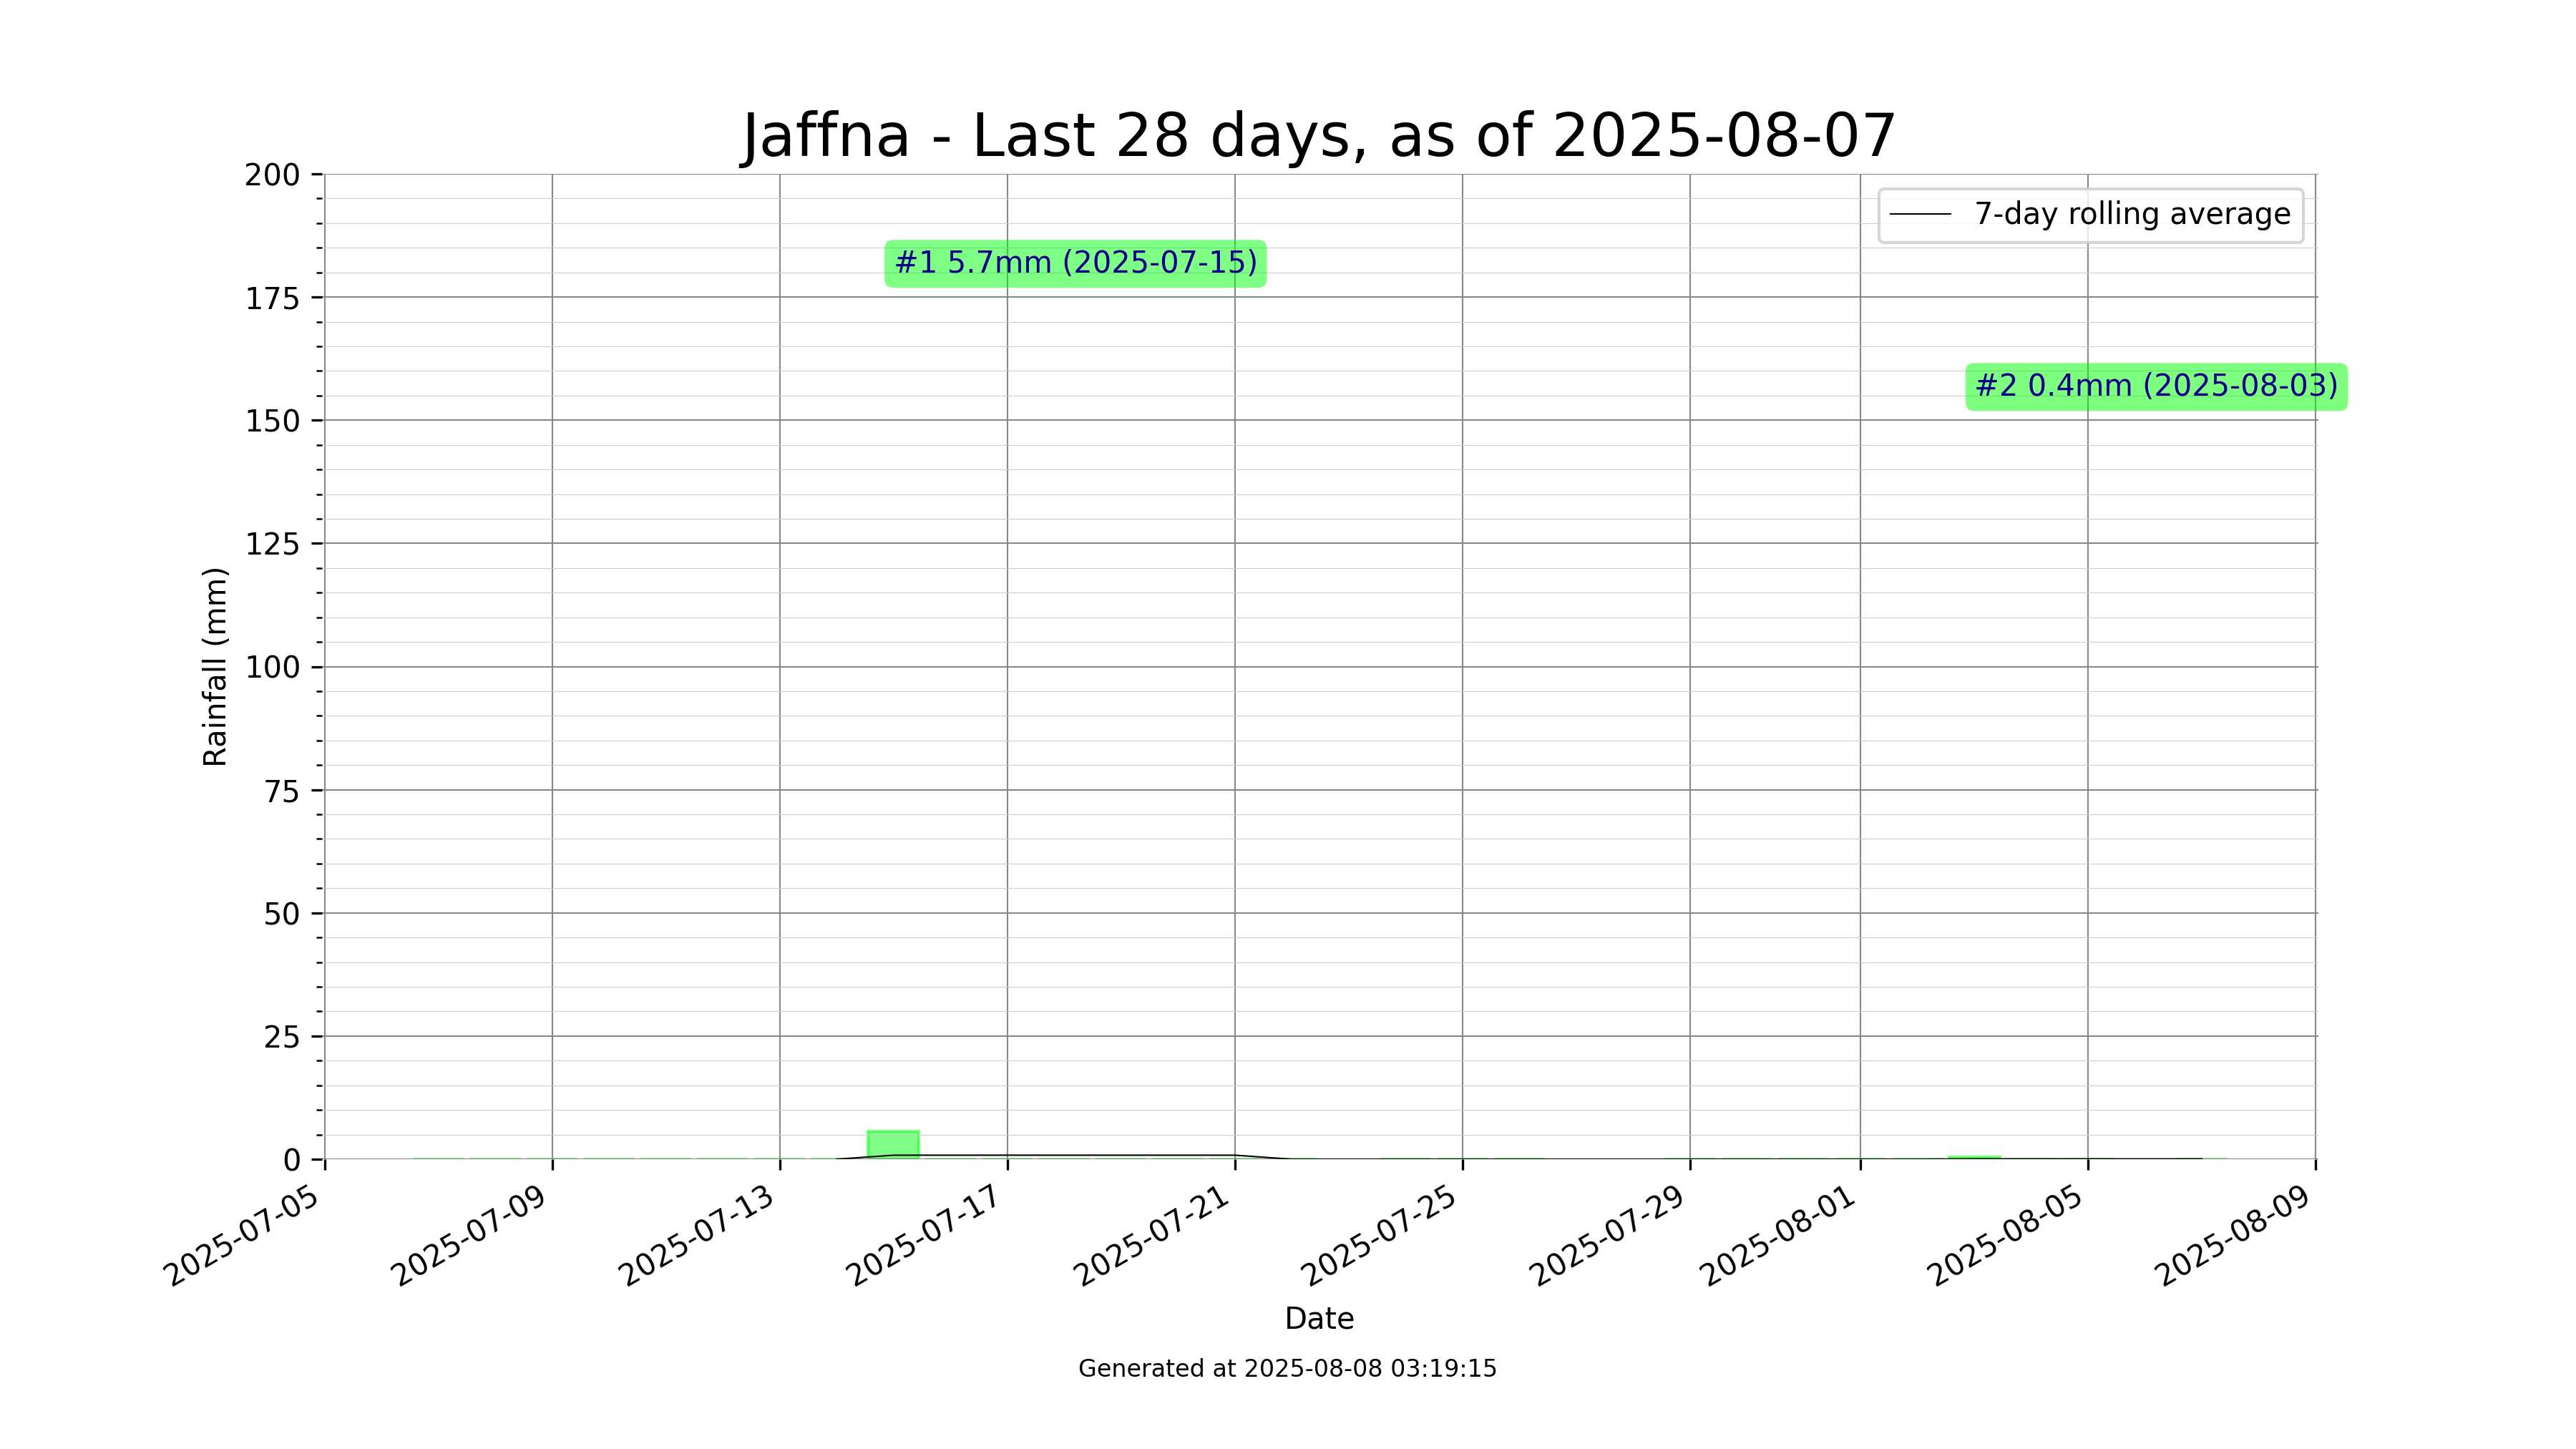 Jaffna - Last 28 days, as of 2025-08-07
200
175
150
125
100
75
50
25
0
Rainfall (mm)
7-day rolling average
#1 5.7mm (2025-07-15)
#2 0.4mm (2025-08-03)
2025-07-05
2025-07-09
2025-07-13
2025-07-17
2025-07-21
2025-07-25
2025-07-29
2025-08-01
2025-08-05
2025-08-09
Date
Generated at 2025-08-08 03:19:15